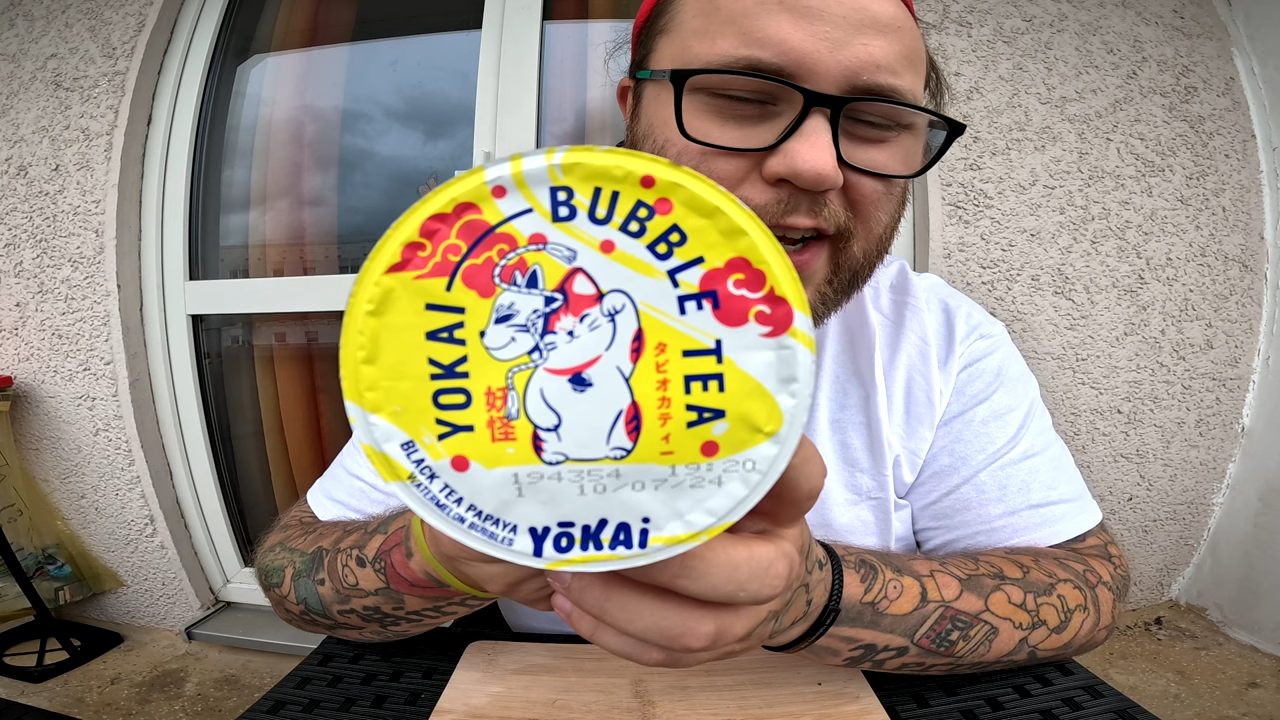 YOKAI BUBBLE TEA
タピオカティー
妖怪
194354 19:20
1 10/07/24
BLACK TEA PAPAYA
WATERMELON BUBBLES
YōKAi